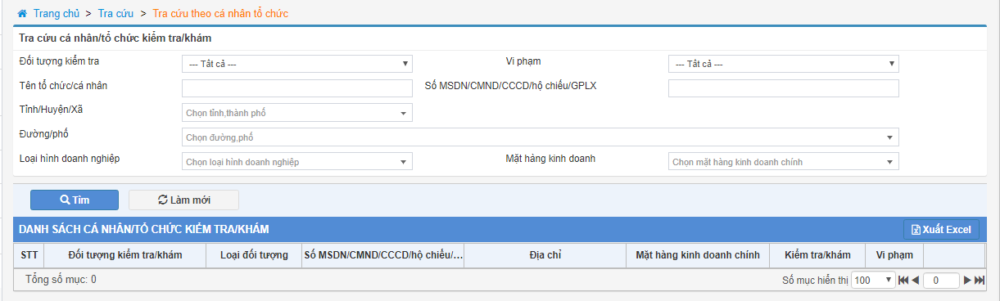 Trang chủ > Tra cứu > Tra cứu theo cá nhân tổ chức
Tra cứu cá nhân/tổ chức kiểm tra/khám
Đối tượng kiểm tra --- Tất cả --- Vi phạm --- Tất cả ---
Tên tổ chức/cá nhân Số MSDN/CMND/CCCD/hộ chiếu/GPLX
Tỉnh/Huyện/Xã Chọn tỉnh,thành phố
Đường/phố Chọn đường,phố
Loại hình doanh nghiệp Chọn loại hình doanh nghiệp Mặt hàng kinh doanh Chọn mặt hàng kinh doanh chính
Tìm Làm mới
DANH SÁCH CÁ NHÂN/TỔ CHỨC KIỂM TRA/KHÁM Xuất Excel
STT Đối tượng kiểm tra/khám Loại đối tượng Số MSDN/CMND/CCCD/hộ chiếu/... Địa chỉ Mặt hàng kinh doanh chính Kiểm tra/khám Vi phạm
Tổng số mục: 0 Số mục hiển thị 100 0